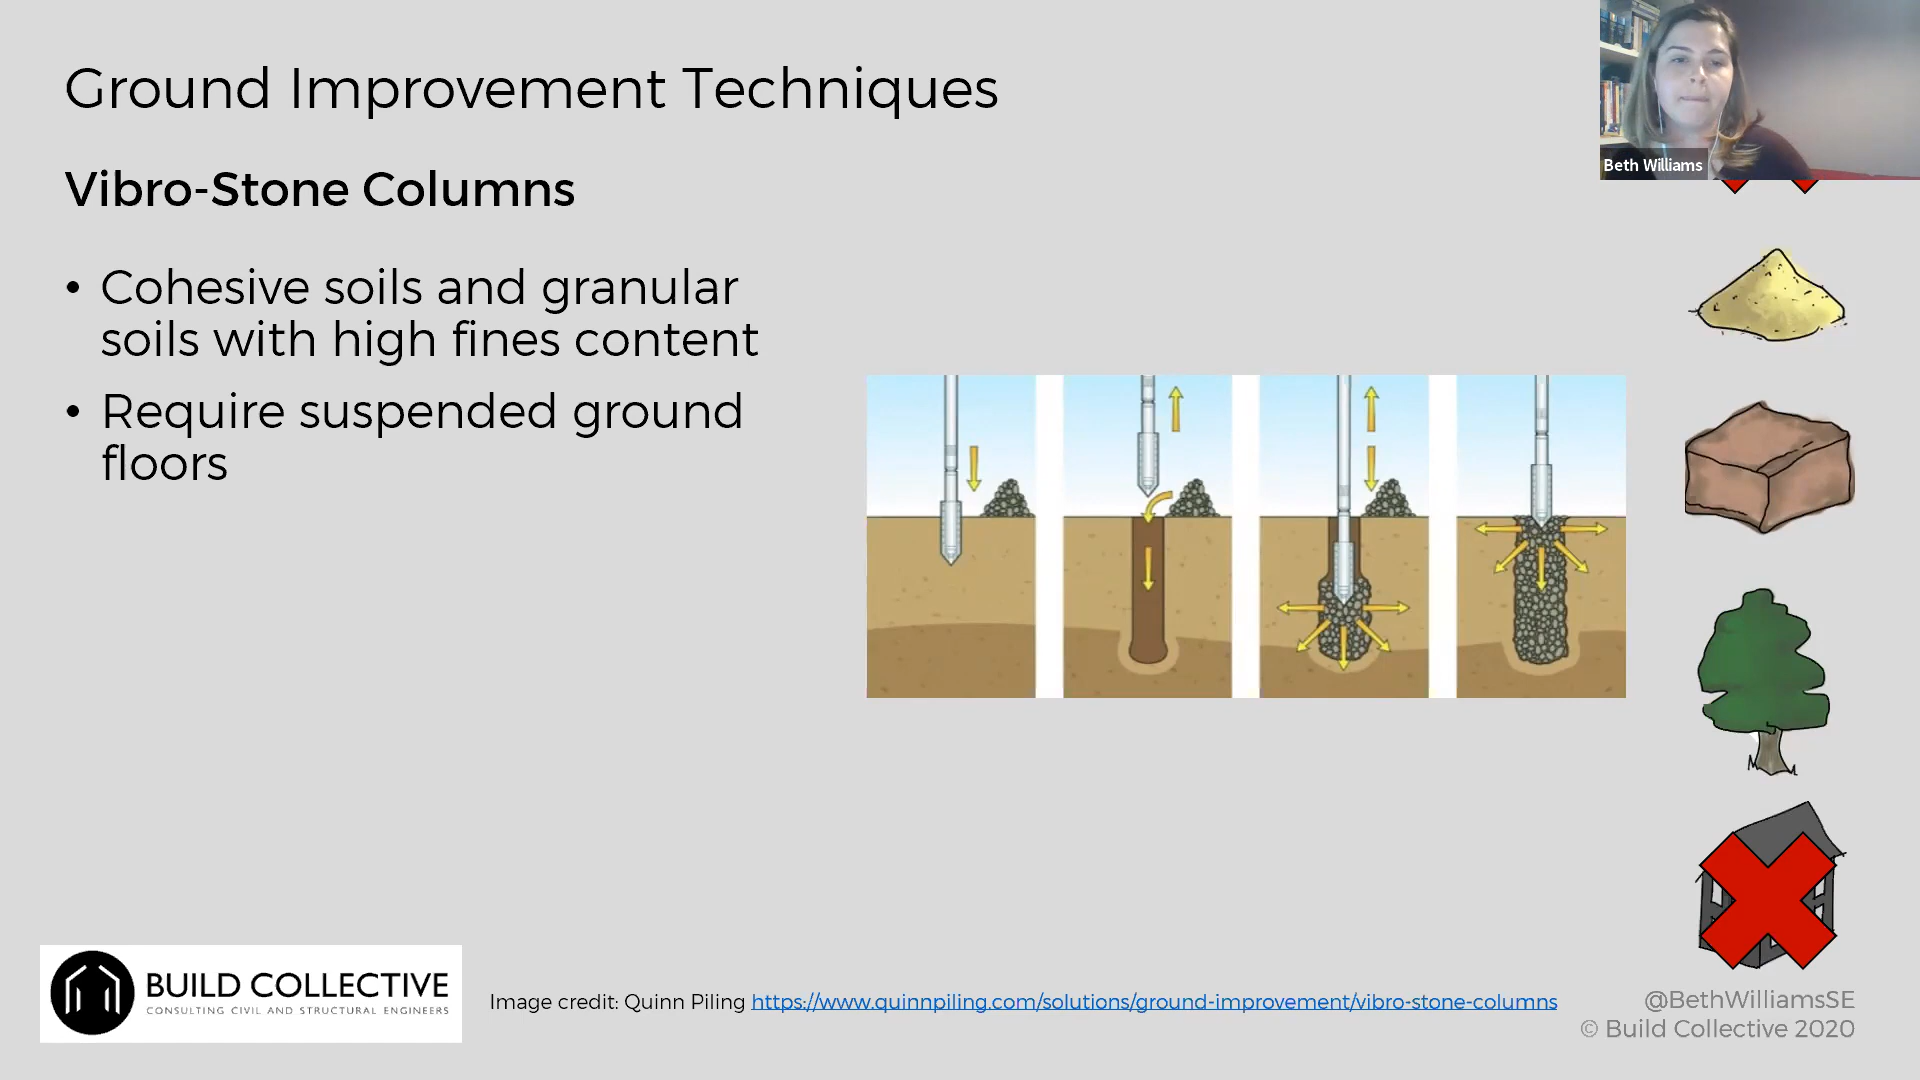 Ground Improvement Techniques
Beth Williams
Vibro-Stone Columns
• Cohesive soils and granular
soils with high fines content
• Require suspended ground
floors
BUILD COLLECTIVE
CONSULTING CIVIL AND STRUCTURAL ENGINEERS
Image credit: Quinn Piling https://www.quinnpiling.com/solutions/ground-improvement/vibro-stone-columns
@BethWilliamsSE
© Build Collective 2020